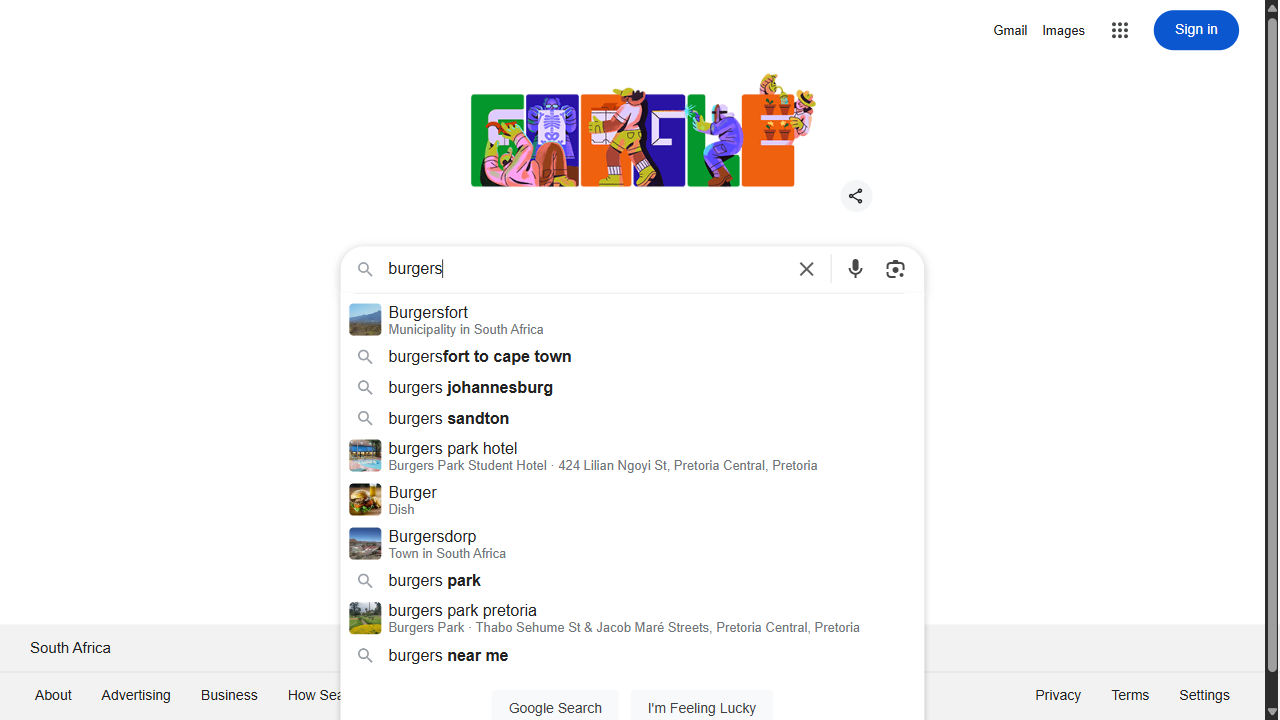 Gmail Images Sign in
burgers
Burgersfort
Municipality in South Africa
burgersfort to cape town
burgers johannesburg
burgers sandton
burgers park hotel
Burgers Park Student Hotel · 424 Lilian Ngoyi St, Pretoria Central, Pretoria
Burger
Dish
Burgersdorp
Town in South Africa
burgers park
burgers park pretoria
Burgers Park · Thabo Sehume St & Jacob Maré Streets, Pretoria Central, Pretoria
burgers near me
South Africa
About Advertising Business How Sea Privacy Terms Settings
Google Search I'm Feeling Lucky